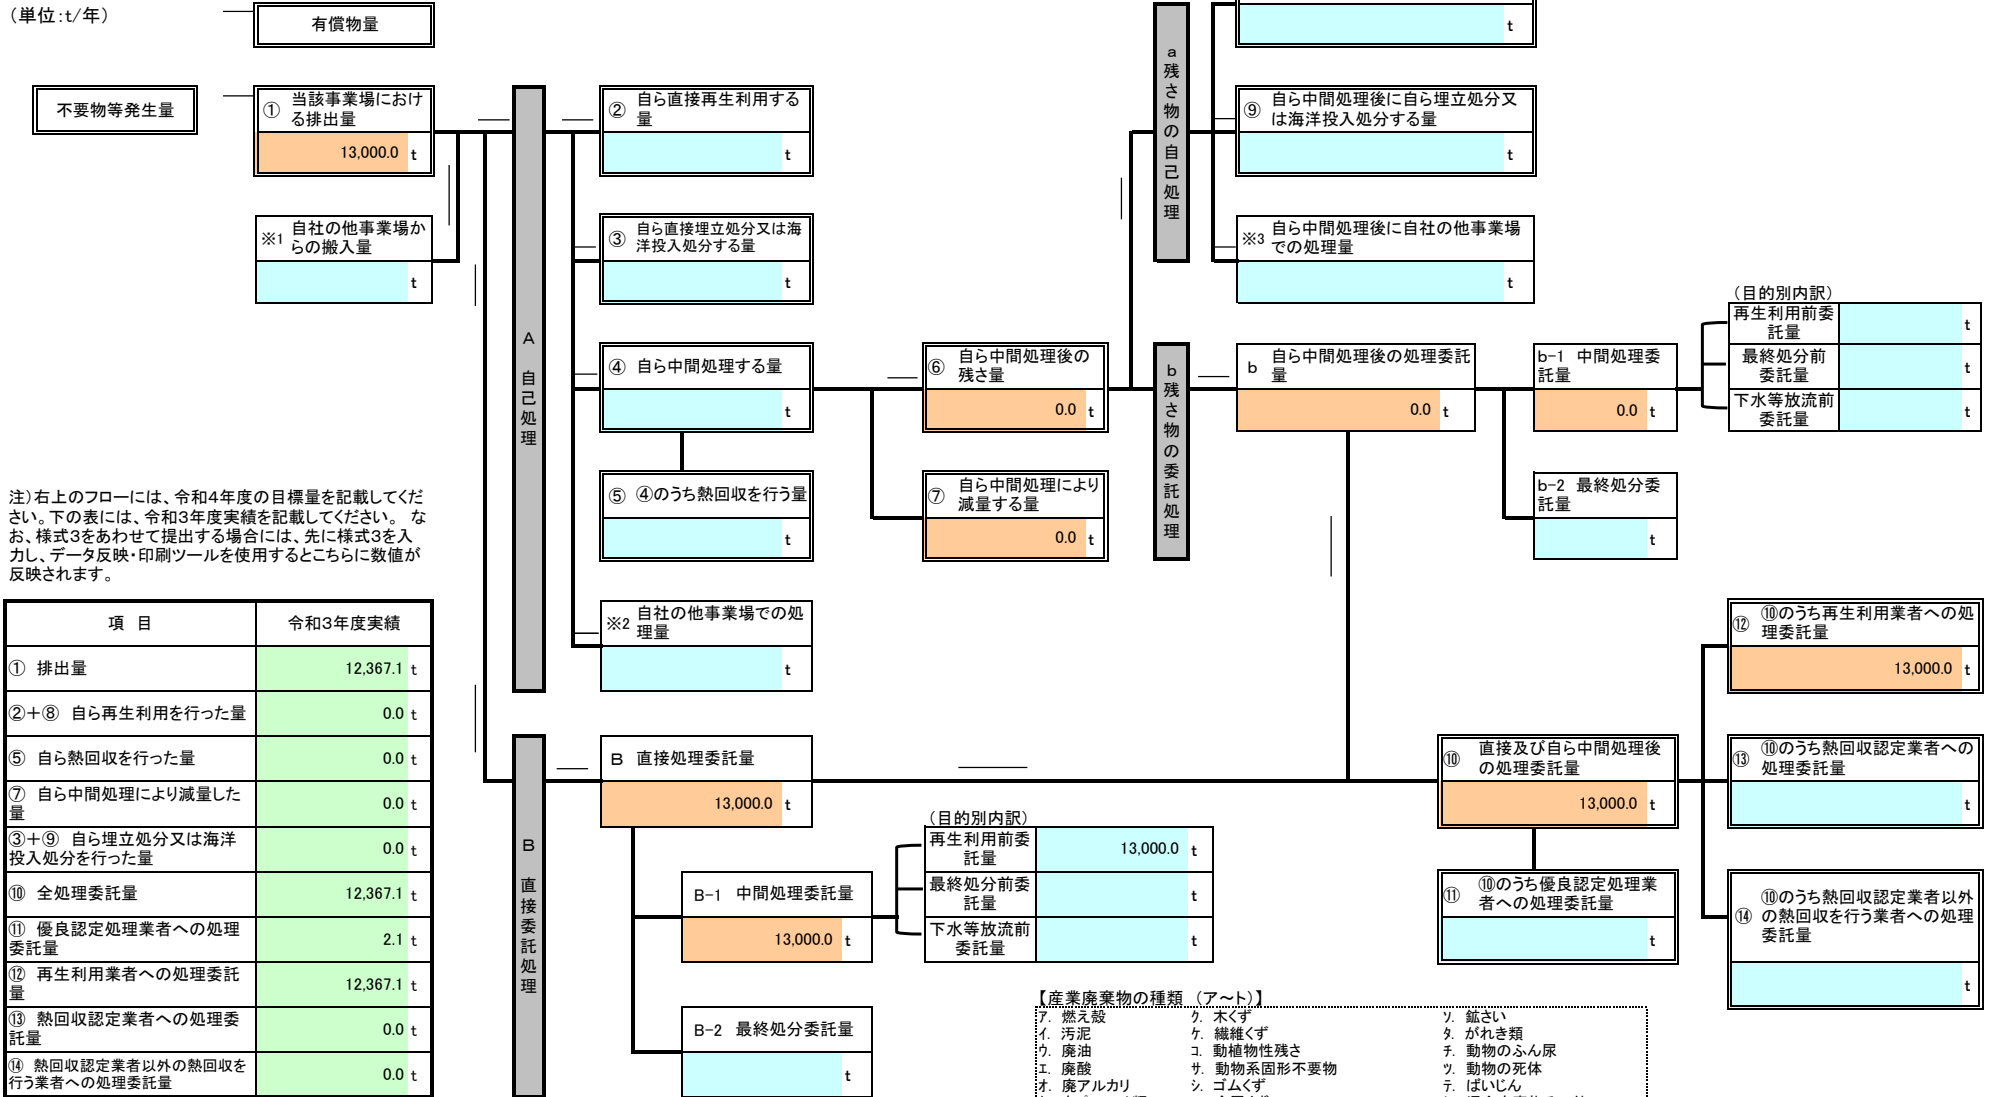 (単位:t/年)
有償物量
t
不要物等発生量
① 当該事業場におけ
る排出量
13,000.0 t
※1 自社の他事業場か
らの搬入量
t
A 自己処理
② 自ら直接再生利用する
量
t
③ 自ら直接埋立処分又は海
洋投入処分する量
t
④ 自ら中間処理する量
t
⑤ ④のうち熱回収を行う量
t
※2 自社の他事業場での処
理量
t
⑥ 自ら中間処理後の
残さ量
0.0 t
⑦ 自ら中間処理により
減量する量
0.0 t
a 残さ物の自己処理
⑨ 自ら中間処理後に自ら埋立処分又
は海洋投入処分する量
t
※3 自ら中間処理後に自社の他事業場
での処理量
t
b 残さ物の委託処理
b 自ら中間処理後の処理委託
量
0.0 t
b-1 中間処理委
託量
0.0 t
b-2 最終処分委
託量
t
(目的別内訳)
再生利用前委
託量
t
最終処分前
委託量
t
下水等放流前
委託量
t
注)右上のフローには、令和4年度の目標量を記載してくだ
さい。下の表には、令和3年度実績を記載してください。 な
お、様式3をあわせて提出する場合には、先に様式3を入
力し、データ反映・印刷ツールを使用するとこちらに数値が
反映されます。
項 目 令和3年度実績
① 排出量 12,367.1 t
②+⑧ 自ら再生利用を行った量 0.0 t
⑤ 自ら熱回収を行った量 0.0 t
⑦ 自ら中間処理により減量した
量 0.0 t
③+⑨ 自ら埋立処分又は海洋
投入処分を行った量 0.0 t
⑩ 全処理委託量 12,367.1 t
⑪ 優良認定処理業者への処理
委託量 2.1 t
⑫ 再生利用業者への処理委託
量 12,367.1 t
⑬ 熱回収認定業者への処理委
託量 0.0 t
⑭ 熱回収認定業者以外の熱回収を
行う業者への処理委託量 0.0 t
B 直接委託処理
B 直接処理委託量
13,000.0 t
B-1 中間処理委託量
13,000.0 t
B-2 最終処分委託量
t
(目的別内訳)
再生利用前委
託量
13,000.0 t
最終処分前委
託量
t
下水等放流前
委託量
t
⑩ 直接及び自ら中間処理後
の処理委託量
13,000.0 t
⑪ ⑩のうち優良認定処理業
者への処理委託量
t
⑫ ⑩のうち再生利用業者への処
理委託量
13,000.0 t
⑬ ⑩のうち熱回収認定業者への
処理委託量
t
⑭ ⑩のうち熱回収認定業者以外
の熱回収を行う業者への処理
委託量
t
【産業廃棄物の種類 (ア~ト)】
ア. 燃え殻 ク. 木くず ソ. 鉱さい
イ. 汚泥 ケ. 繊維くず タ. がれき類
ウ. 廃油 コ. 動植物性残さ チ. 動物のふん尿
エ. 廃酸 サ. 動物系固形不要物 ツ. 動物の死体
オ. 廃アルカリ シ. ゴムくず テ. ばいじん